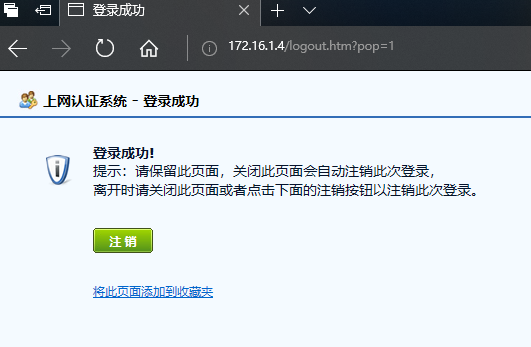 登录成功
172.16.1.4/logout.htm?pop=1
上网认证系统 - 登录成功
登录成功!
提示：请保留此页面，关闭此页面会自动注销此次登录，
离开时请关闭此页面或者点击下面的注销按钮以注销此次登录。
注 销
将此页面添加到收藏夹